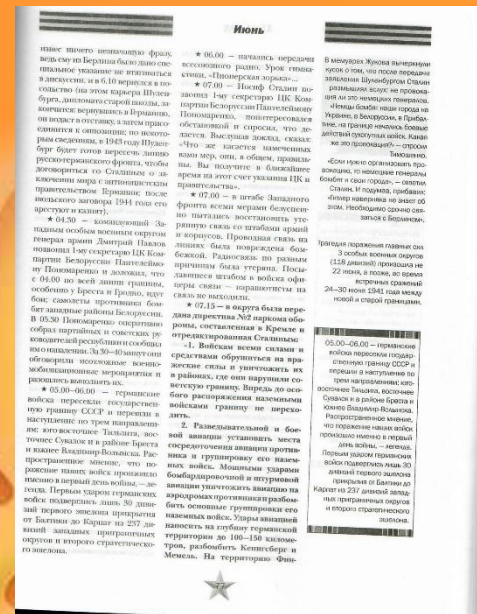 Июнь
навес ничего незначащую фразу,
ведь ему из Берлина было дано спе-
циальное указание не втягиваться
в дискуссии, и в 6.10 вернулся в по-
сольство (на этом карьера Шулен-
бурга, дипломата старой школы, за-
кончится: вернувшись в Германию,
он подаст в отставку, а затем присо-
единится к оппозиции; по некото-
рым сведениям, в 1943 году Шулен-
бург будет готов пересечь линию
русско-германского фронта, чтобы
договориться со Сталиным о за-
ключении мира с антинацистским
правительством Германии; после
июльского заговора 1944 года его
арестуют и казнят).
★ 04.30 – командующий За-
падным особым военным округом
генерал армии Дмитрий Павлов
позвонил 1-му секретарю ЦК Ком-
партии Белоруссии Пантелеймо-
ну Пономаренко и доложил, что
с 04.00 по всей линии границы,
особенно у Бреста и Гродно, идут
бои; самолеты противника бом-
бят западные районы Белоруссии.
В 05.30 Пономаренко оперативно
собрал партийных и советских ру-
ководителей республики и сообщил
им о нападении. За 30–40 минут они
обговорили неотложные военно-
мобилизационные мероприятия и
разошлись выполнять их.
★ 05.00–06.00 — германские
войска пересекли государствен-
ную границу СССР и перешли в
наступление по трем направлени-
ям: юго-восточнее Тильзита, вос-
точнее Сувалок и в районе Бреста
и южнее Владимир-Волынска. Рас-
пространенное мнение, что по-
ражение наших войск произошло
именно в первый день войны, – ле-
генда. Первым ударом германских
войск подверглись лишь 30 диви-
зий первого эшелона прикрытия
от Балтики до Карпат из 237 ди-
визий западных приграничных
округов и второго стратегическо-
го эшелона.
★ 06.00 – начались передачи
всесоюзного радио. Урок гимна-
стики. «Пионерская зорька»...
★ 07.00 – Иосиф Сталин по-
звонил 1-му секретарю ЦК Ком-
партии Белоруссии Пантелеймону
Пономаренко, поинтересовался
обстановкой и спросил, что де-
лается. Выслушав доклад, сказал:
«Что же касается намеченных
вами мер, они, в общем, правиль-
ны. Вы получите в ближайшее
время на этот счет указания ЦК и
правительства».
★ 07.00 – в штабе Западного
фронта всеми мерами безуспеш-
но пытались восстановить уте-
рянную связь со штабами армий
и корпусов. Проводная связь на
линиях была повреждена бом-
бежкой. Радиосвязь по разным
причинам была утеряна. Посы-
лавшиеся штабом в войска офи-
церы связи — парашютисты на
связь не выходили.
★ 07.15 – в округа была пере-
дана директива №2 наркома обо-
роны, составленная в Кремле и
отредактированная Сталиным:
«1. Войскам всеми силами и
средствами обрушиться на вра-
жеские силы и уничтожить их
в районах, где они нарушили со-
ветскую границу. Впредь до осо-
бого распоряжения наземными
войсками границу не перехо-
дить.
2. Разведывательной и бое-
вой авиации установить места
сосредоточения авиации против-
ника и группировку его назем-
ных войск. Мощными ударами
бомбардировочной и штурмовой
авиации уничтожить авиацию на
аэродромах противника и разбом-
бить основные группировки его
наземных войск. Удары авиацией
наносить на глубину германской
территории до 100–150 киломе-
тров, разбомбить Кенигсберг и
Мемель. На территорию Фин-
В мемуарах Жукова вычеркнули
кусок о том, что после передачи
заявления Шуленбургом Сталин
размышлял вслух: не провока-
ция ли это немецких генералов.
«Немцы бомбят наши города на
Украине, в Белоруссии, в Прибал-
тике, на границе начались боевые
действия сухопутных войск. Какая
же это провокация?» — спросил
Тимошенко.
«Если нужно организовать про-
вокацию, то немецкие генералы
бомбят и свои города», — ответил
Сталин. И подумав, прибавил:
«Гитлер наверняка не знает об
этом. Необходимо срочно свя-
заться с Берлином».
Трагедия поражения главных сил
3 особых военных округов
(118 дивизий) произошла не
22 июня, а позже, во время
встречных сражений
24–30 июня 1941 года между
новой и старой границами.
05.00–06.00 — германские
войска пересекли государ-
ственную границу СССР и
перешли в наступление по
трем направлениям: юго-
восточнее Тильзита, восточнее
Сувалок и в районе Бреста и
южнее Владимир-Волынска.
Распространенное мнение,
что поражение наших войск
произошло именно в первый
день войны, — легенда.
Первым ударом германских
войск подверглись лишь 30
дивизий первого эшелона
прикрытия от Балтики до
Карпат из 237 дивизий запад-
ных приграничных округов
и второго стратегического
эшелона.
77